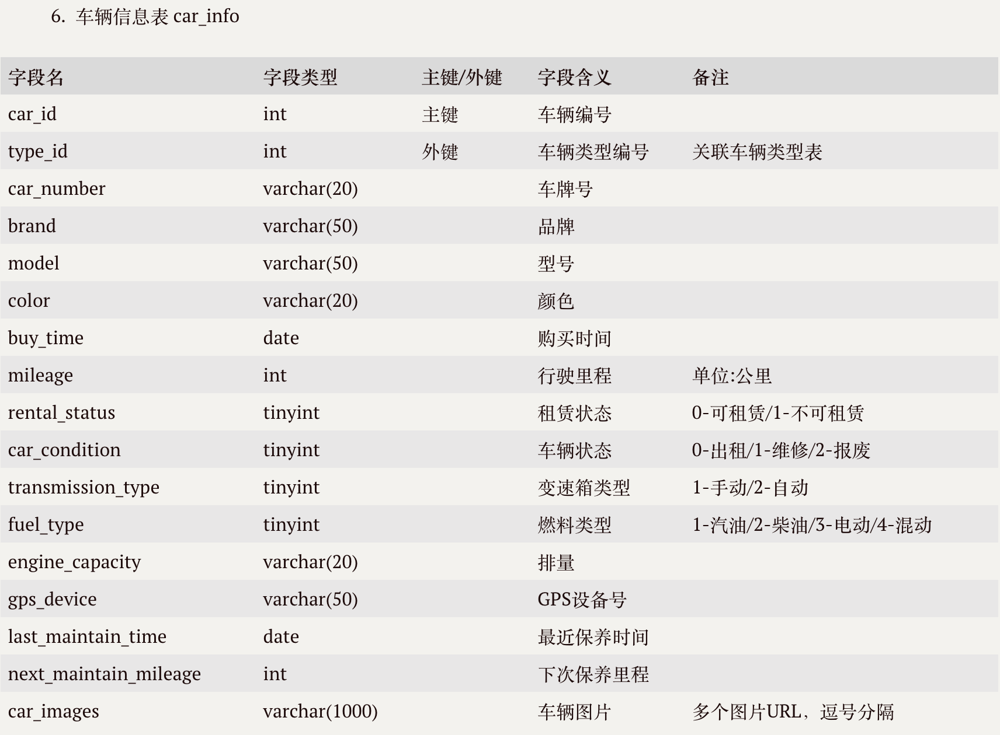 6. 车辆信息表 car_info
字段名 字段类型 主键/外键 字段含义 备注
car_id int 主键 车辆编号
type_id int 外键 车辆类型编号 关联车辆类型表
car_number varchar(20) 车牌号
brand varchar(50) 品牌
model varchar(50) 型号
color varchar(20) 颜色
buy_time date 购买时间
mileage int 行驶里程 单位:公里
rental_status tinyint 租赁状态 0-可租赁/1-不可租赁
car_condition tinyint 车辆状态 0-出租/1-维修/2-报废
transmission_type tinyint 变速箱类型 1-手动/2-自动
fuel_type tinyint 燃料类型 1-汽油/2-柴油/3-电动/4-混动
engine_capacity varchar(20) 排量
gps_device varchar(50) GPS设备号
last_maintain_time date 最近保养时间
next_maintain_mileage int 下次保养里程
car_images varchar(1000) 车辆图片 多个图片URL，逗号分隔